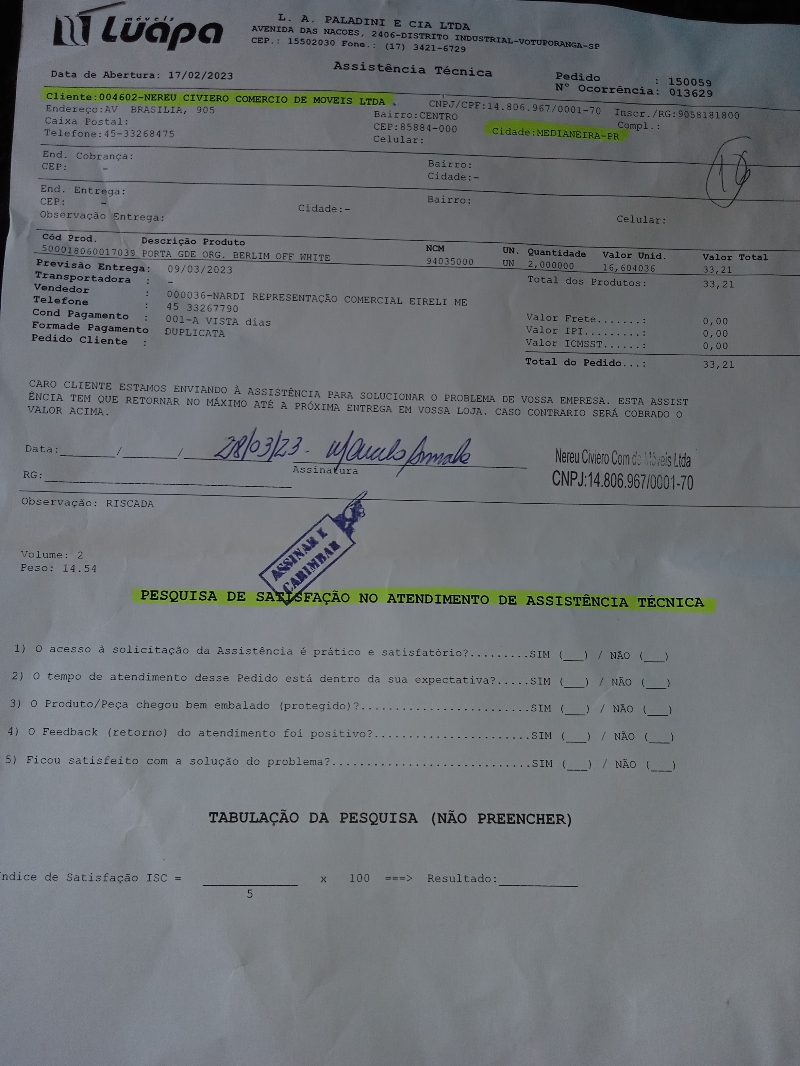 móveis
Luapa
L. A. PALADINI E CIA LTDA
AVENIDA DAS NACOES, 2406-DISTRITO INDUSTRIAL-VOTUPORANGA-SP
CEP.: 15502030 Fone.: (17) 3421-6729
Assistência Técnica
Data de Abertura: 17/02/2023
Pedido : 150059
Nº Ocorrência: 013629
Cliente:004602-NEREU CIVIERO COMERCIO DE MOVEIS LTDA . CNPJ/CPF:14.806.967/0001-70 Inscr./RG:9058181800
Endereço:AV BRASILIA, 905 Bairro:CENTRO Compl.:
Caixa Postal: CEP:85884-000 Cidade:MEDIANEIRA-PR
Telefone:45-33268475 Celular:
End. Cobrança: Bairro:
CEP: - Cidade:-
End. Entrega: Bairro:
CEP: - Cidade:-
Observação Entrega: Celular:
Cód Prod. Descrição Produto NCM UN. Quantidade Valor Unid. Valor Total
500018060017039 PORTA GDE ORG. BERLIM OFF WHITE 94035000 UN 2,000000 16,604036 33,21
Previsão Entrega: 09/03/2023 Total dos Produtos: 33,21
Transportadora : -
Vendedor : 000036-NARDI REPRESENTAÇÃO COMERCIAL EIRELI ME
Telefone : 45 33267790 Valor Frete......: 0,00
Cond Pagamento : 001-A VISTA dias Valor IPI........: 0,00
Formade Pagamento DUPLICATA Valor ICMSST.....: 0,00
Pedido Cliente :
Total do Pedido...: 33,21
CARO CLIENTE ESTAMOS ENVIANDO À ASSISTÊNCIA PARA SOLUCIONAR O PROBLEMA DE VOSSA EMPRESA. ESTA ASSIST
ÊNCIA TEM QUE RETORNAR NO MÁXIMO ATÉ A PRÓXIMA ENTREGA EM VOSSA LOJA. CASO CONTRARIO SERÁ COBRADO O
VALOR ACIMA.
Data:______/______/______ 28/03/23.
Assinatura
Nereu Civiero Com de Móveis Ltda
CNPJ:14.806.967/0001-70
RG:
Observação: RISCADA
ASSINAR E
CARIMBAR
Volume: 2
Peso: 14.54
PESQUISA DE SATISFAÇÃO NO ATENDIMENTO DE ASSISTÊNCIA TÉCNICA
1) O acesso à solicitação da Assistência é prático e satisfatório?.........SIM (___) / NÃO (___)
2) O tempo de atendimento desse Pedido está dentro da sua expectativa?.....SIM (___) / NÃO (___)
3) O Produto/Peça chegou bem embalado (protegido)?.........................SIM (___) / NÃO (___)
4) O Feedback (retorno) do atendimento foi positivo?.......................SIM (___) / NÃO (___)
5) Ficou satisfeito com a solução do problema?.............................SIM (___) / NÃO (___)
TABULAÇÃO DA PESQUISA (NÃO PREENCHER)
ndice de Satisfação ISC = __________ x 100 ===> Resultado:________
5